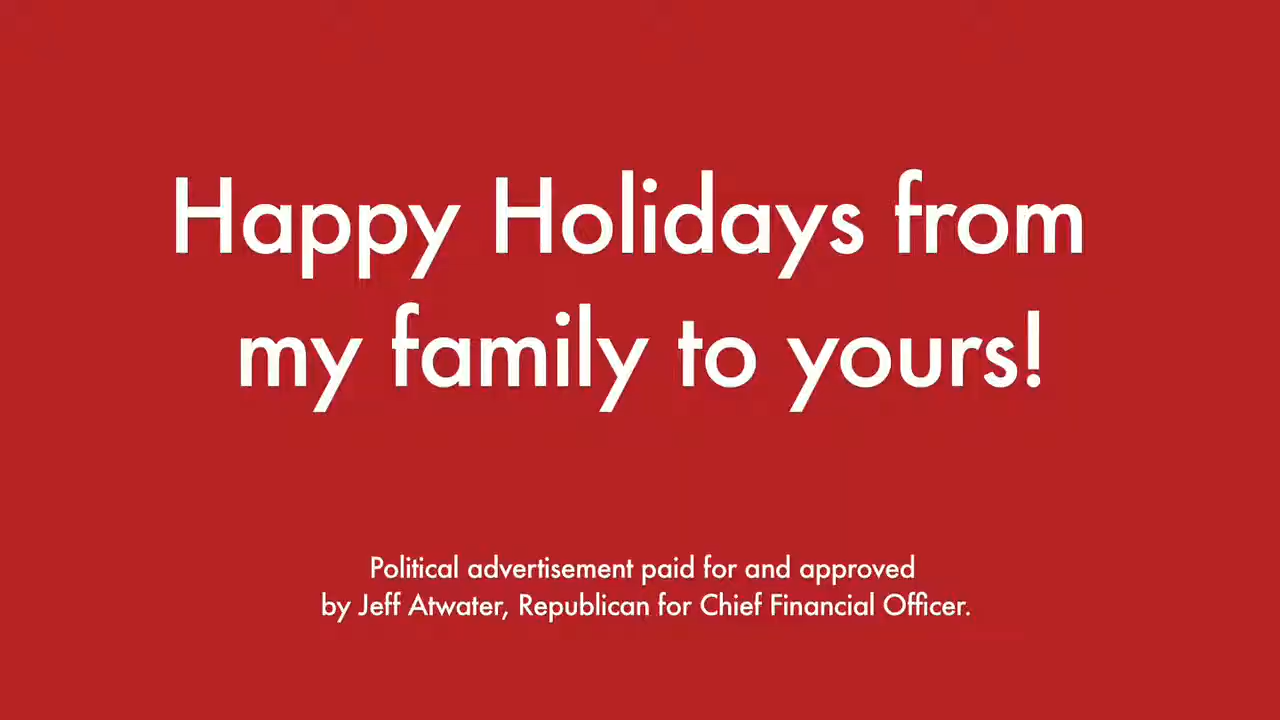 Happy Holidays from
my family to yours!
Political advertisement paid for and approved
by Jeff Atwater, Republican for Chief Financial Officer.